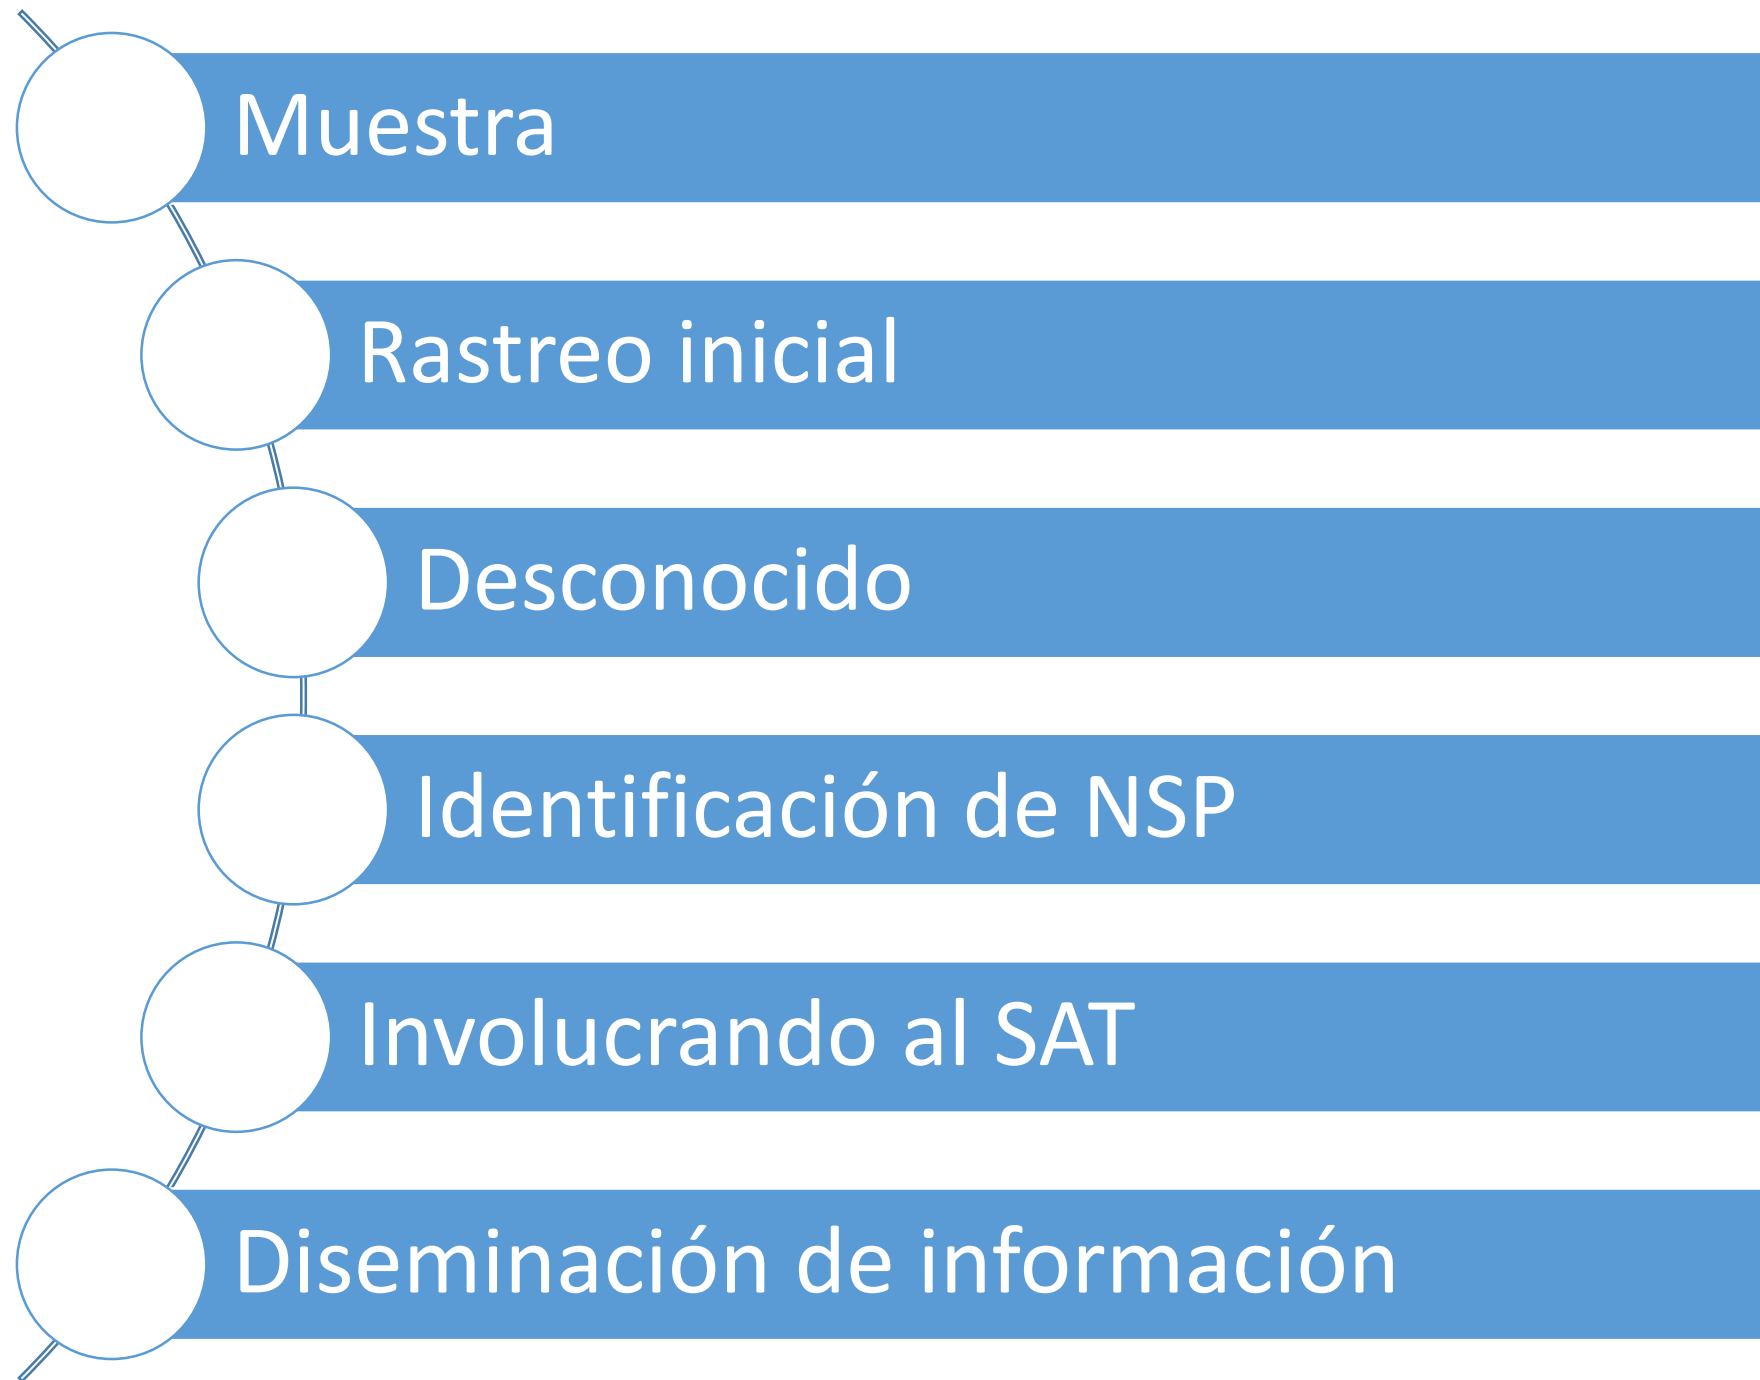 Muestra
Rastreo inicial
Desconocido
Identificación de NSP
Involucrando al SAT
Diseminación de información